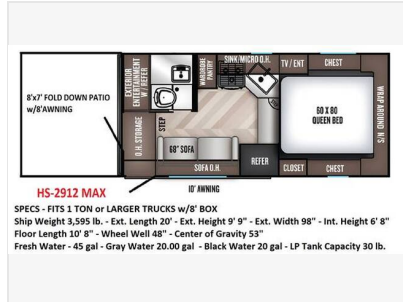 8'x7' FOLD DOWN PATIO
w/8'AWNING
EXTERIOR
ENTERTAINMENT
W / REFER
O.H. STORAGE
STEP
WARDROBE
PANTRY
SINK/MICRO O.H.
TV / ENT
CHEST
60 X 80
QUEEN BED
WRAP AROUND N/S
68" SOFA
SOFA O.H.
REFER
CLOSET
CHEST
HS-2912 MAX
10' AWNING
SPECS - FITS 1 TON or LARGER TRUCKS w/8' BOX
Ship Weight 3,595 lb. - Ext. Length 20' - Ext. Height 9' 9" - Ext. Width 98" - Int. Height 6' 8"
Floor Length 10' 8" - Wheel Well 48" - Center of Gravity 53"
Fresh Water - 45 gal - Gray Water 20.00 gal - Black Water 20 gal - LP Tank Capacity 30 lb.